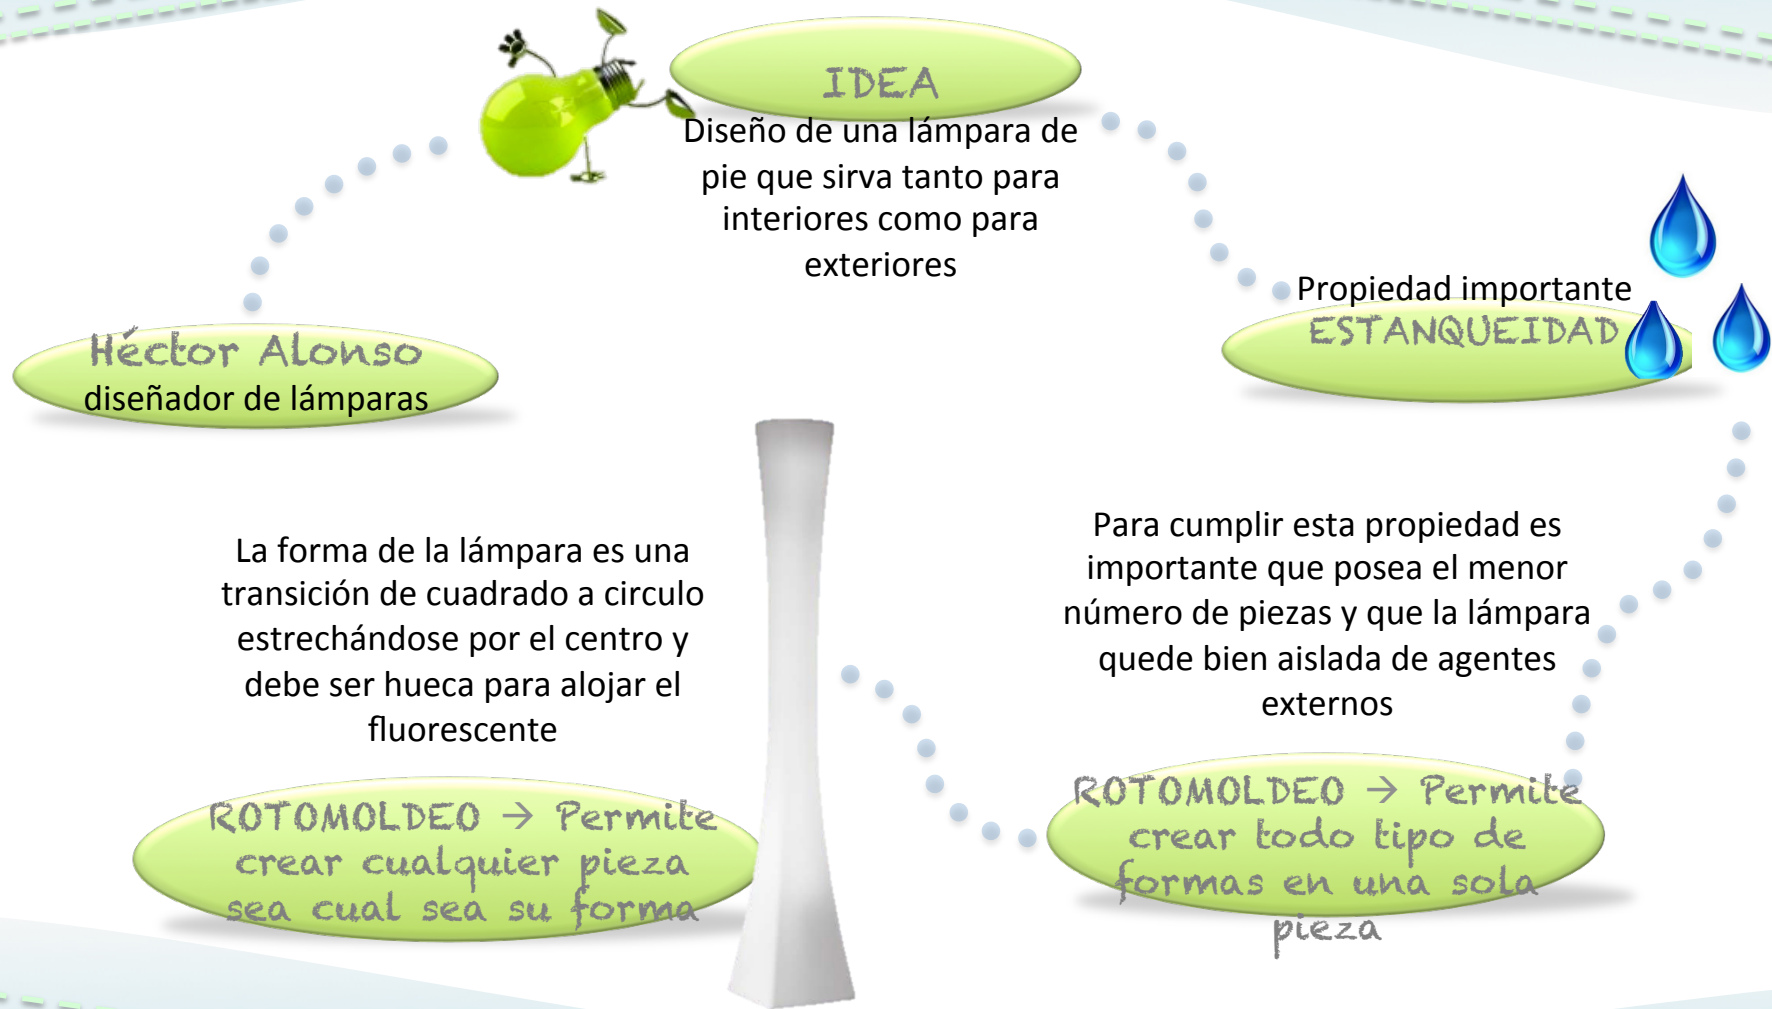 IDEA
Diseño de una lámpara de
pie que sirva tanto para
interiores como para
exteriores
Propiedad importante
ESTANQUEIDAD
Héctor Alonso
diseñador de lámparas
La forma de la lámpara es una
transición de cuadrado a circulo
estrechándose por el centro y
debe ser hueca para alojar el
fluorescente
Para cumplir esta propiedad es
importante que posea el menor
número de piezas y que la lámpara
quede bien aislada de agentes
externos
ROTOMOLDEO → Permite
crear cualquier pieza
sea cual sea su forma
ROTOMOLDEO → Permite
crear todo tipo de
formas en una sola
pieza